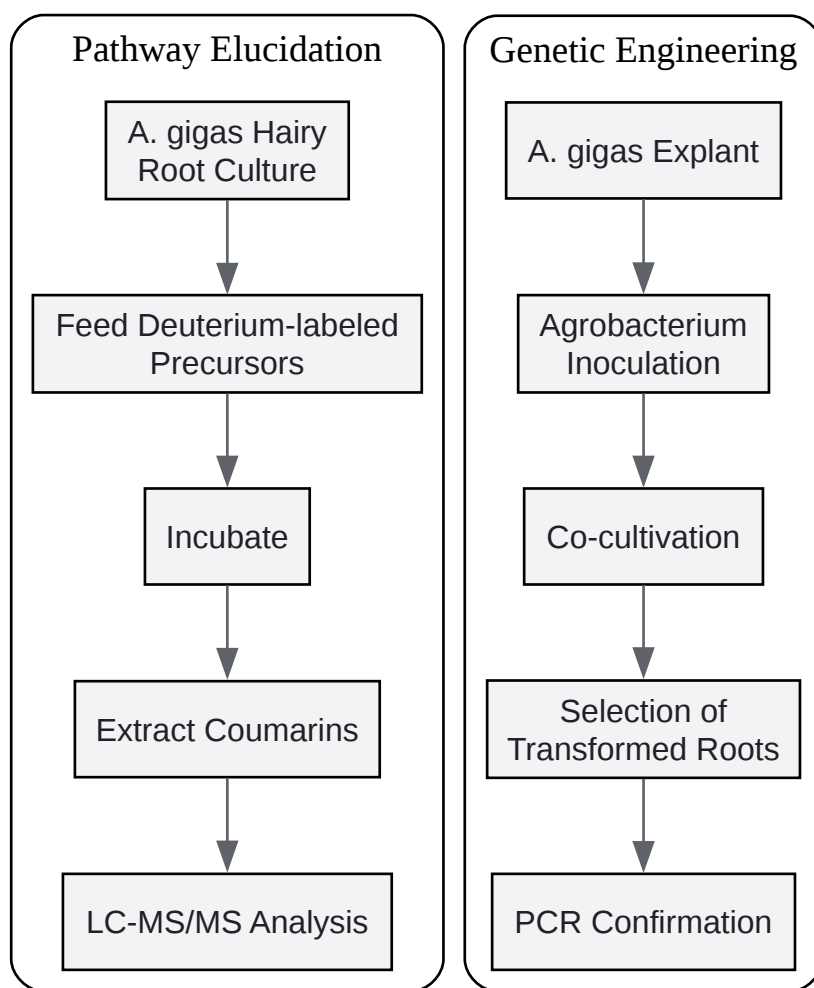 Pathway Elucidation
A. gigas Hairy
Root Culture
Feed Deuterium-labeled
Precursors
Incubate
Extract Coumarins
LC-MS/MS Analysis
Genetic Engineering
A. gigas Explant
Agrobacterium
Inoculation
Co-cultivation
Selection of
Transformed Roots
PCR Confirmation